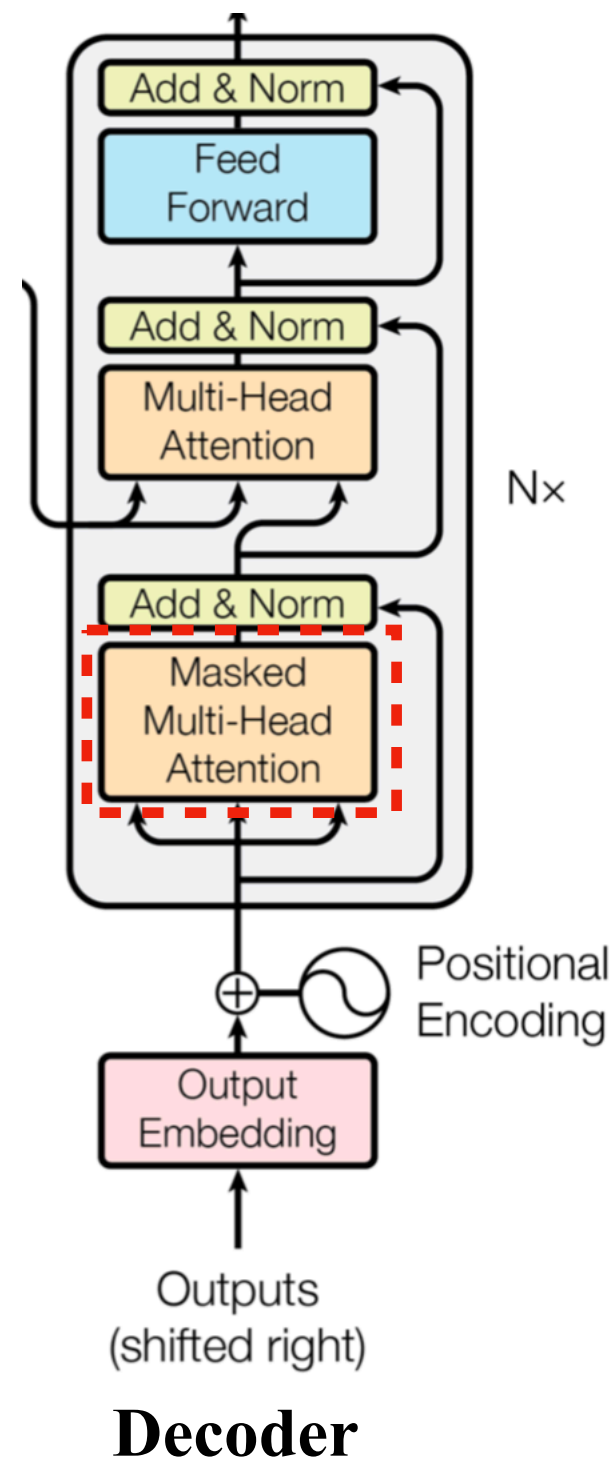 Add & Norm
Feed
Forward
Add & Norm
Multi-Head
Attention
N×
Add & Norm
Masked
Multi-Head
Attention
Positional
Encoding
Output
Embedding
Outputs
(shifted right)
Decoder